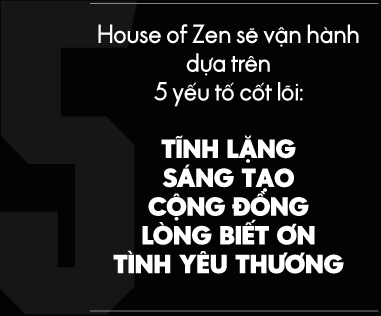 House of Zen sẽ vận hành
dựa trên
5 yếu tố cốt lõi:
TĨNH LẶNG
SÁNG TẠO
CỘNG ĐỒNG
LÒNG BIẾT ƠN
TÌNH YÊU THƯƠNG